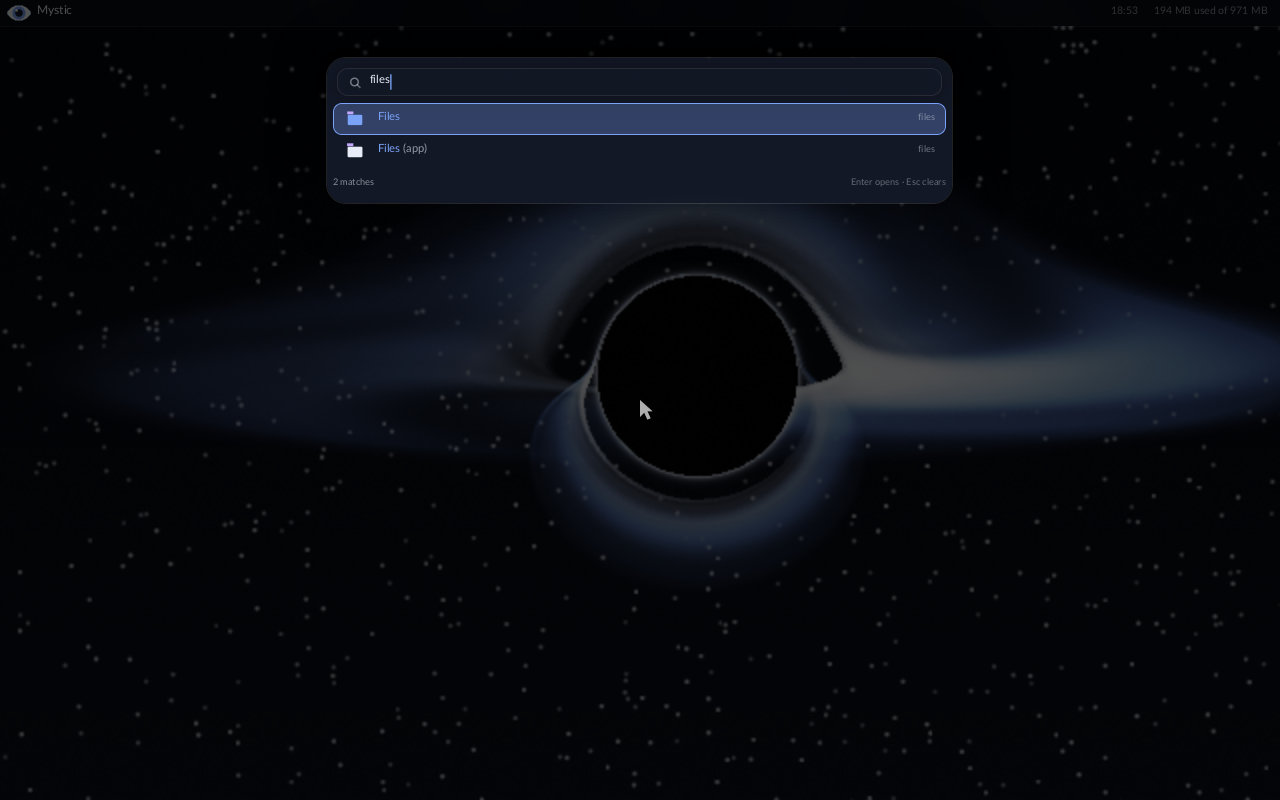 Mystic 18:53 194 MB used of 971 MB
files
Files files
Files (app) files
2 matches Enter opens · Esc clears